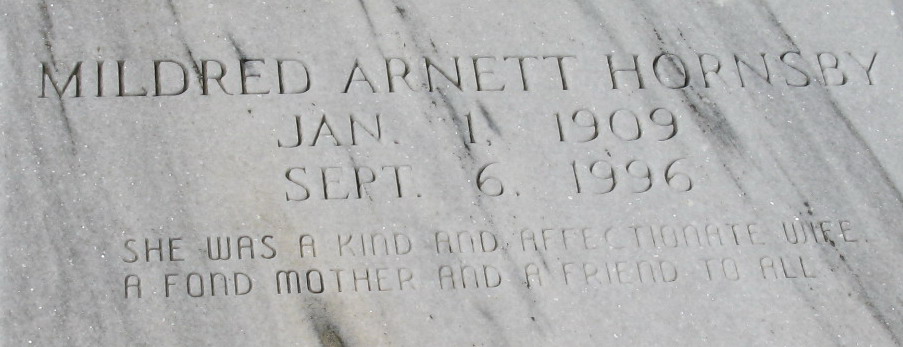 MILDRED ARNETT HORNSBY
JAN. 1, 1909
SEPT. 6, 1996
SHE WAS A KIND AND AFFECTIONATE WIFE,
A FOND MOTHER AND A FRIEND TO ALL